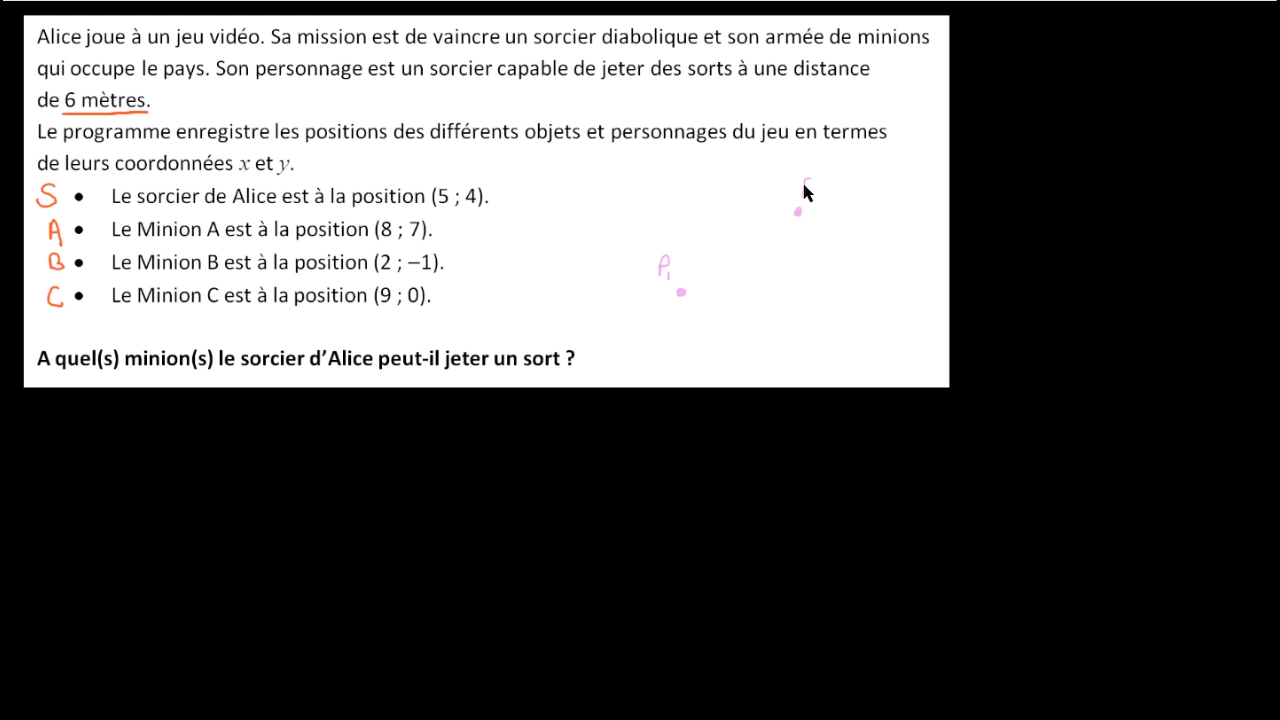 Alice joue à un jeu vidéo. Sa mission est de vaincre un sorcier diabolique et son armée de minions
qui occupe le pays. Son personnage est un sorcier capable de jeter des sorts à une distance
de 6 mètres.
Le programme enregistre les positions des différents objets et personnages du jeu en termes
de leurs coordonnées x et y.
S • Le sorcier de Alice est à la position (5 ; 4).
A • Le Minion A est à la position (8 ; 7).
B • Le Minion B est à la position (2 ; –1).
C • Le Minion C est à la position (9 ; 0).
P₁
A quel(s) minion(s) le sorcier d’Alice peut-il jeter un sort ?